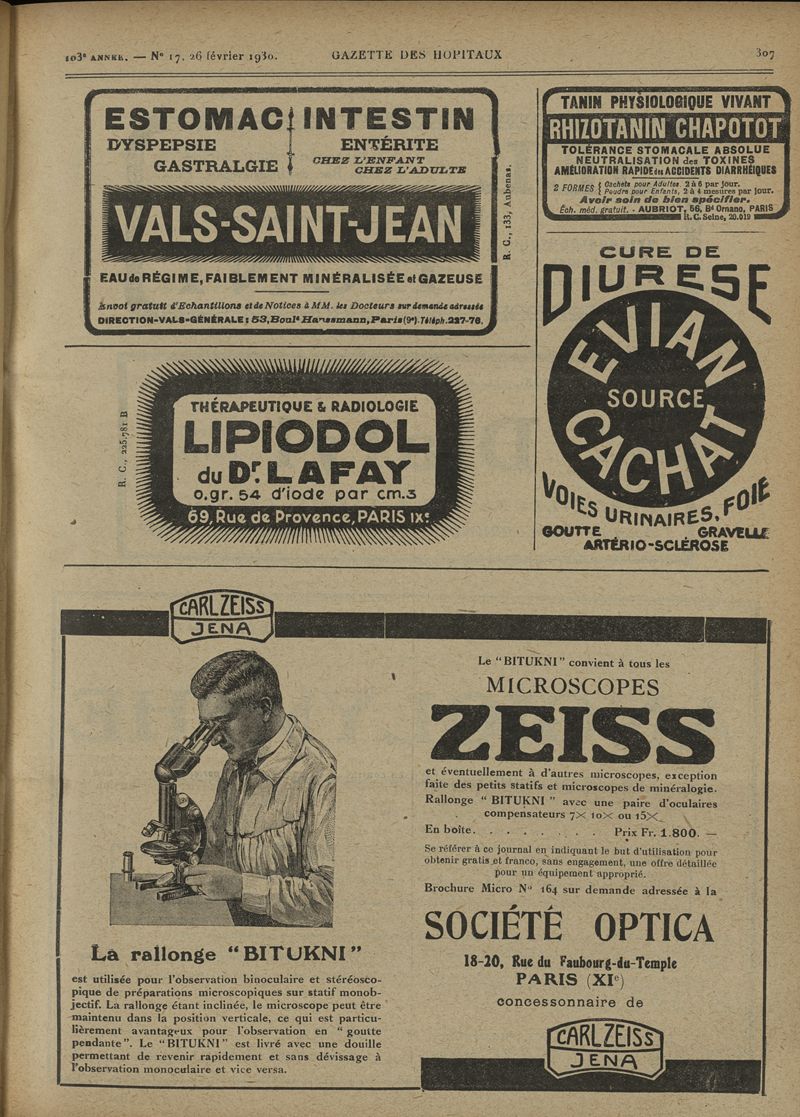 103e ANNÉE. — N° 17, 26 février 1930.
GAZETTE DES HOPITAUX
307
ESTOMAC INTESTIN
DYSPEPSIE
ENTÉRITE
GASTRALGIE
CHEZ L'ENFANT
CHEZ L'ADULTE
VALS-SAINT-JEAN
EAU de RÉGIME, FAIBLEMENT MINÉRALISÉE et GAZEUSE
Envoi gratuit d'Echantillons et de Notices à MM. les Docteurs sur demande adressée
DIRECTION-VALS-GÉNÉRALE: 53, Boulᵈ Haussmann, Paris (9ᵉ). Téléph. 227-76.
R. C., 133, Aubenas.
TANIN PHYSIOLOGIQUE VIVANT
RHIZOTANIN CHAPOTOT
TOLÉRANCE STOMACALE ABSOLUE
NEUTRALISATION des TOXINES
AMÉLIORATION RAPIDE des ACCIDENTS DIARRHÉIQUES
2 FORMES { Cachets pour Adultes. 2 à 6 par jour.
Poudre pour Enfants, 2 à 4 mesures par jour.
Avoir soin de bien spécifier.
Éch. méd. gratuit. - AUBRIOT, 56, Bᵈ Ornano, PARIS
R. C. Seine, 20.019
CURE DE
DIURESE
EVIAN
SOURCE
CACHAT
VOIES URINAIRES, FOIE
GOUTTE GRAVELLE
ARTÉRIO-SCLÉROSE
R. C., 225.781 B
THÉRAPEUTIQUE & RADIOLOGIE
LIPIODOL
du Dr. LAFAY
0.gr. 54 d'iode par cm.3
69, Rue de Provence, PARIS IXe
CARL ZEISS
JENA
La rallonge "BITUKNI"
est utilisée pour l'observation binoculaire et stéréosco-
pique de préparations microscopiques sur statif monob-
jectif. La rallonge étant inclinée, le microscope peut être
maintenu dans la position verticale, ce qui est particu-
lièrement avantageux pour l'observation en "goutte
pendante". Le "BITUKNI" est livré avec une douille
permettant de revenir rapidement et sans dévissage à
l'observation monoculaire et vice versa.
Le "BITUKNI" convient à tous les
MICROSCOPES
ZEISS
et éventuellement à d'autres microscopes, exception
faite des petits statifs et microscopes de minéralogie.
Rallonge "BITUKNI" avec une paire d'oculaires
compensateurs 7× 10× ou 15×.
En boîte. . . . . . . . Prix Fr. 1.800. —
Se référer à ce journal en indiquant le but d'utilisation pour
obtenir gratis et franco, sans engagement, une offre détaillée
pour un équipement approprié.
Brochure Micro N° 164 sur demande adressée à la
SOCIÉTÉ OPTICA
18-20, Rue du Faubourg-du-Temple
PARIS (XIe)
concessonnaire de
CARL ZEISS
JENA